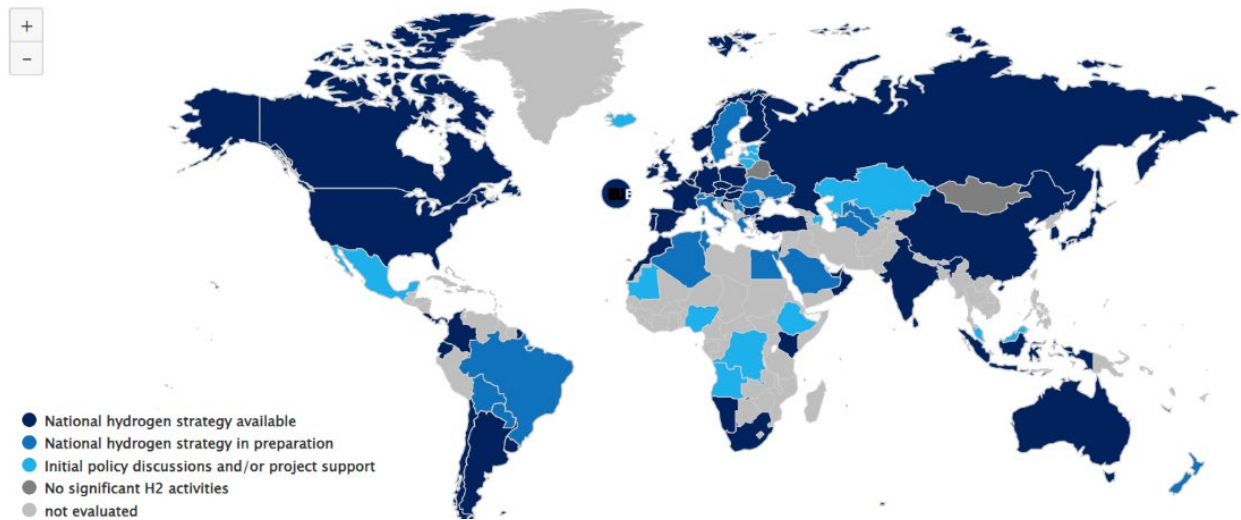 +
−
National hydrogen strategy available
National hydrogen strategy in preparation
Initial policy discussions and/or project support
No significant H2 activities
not evaluated